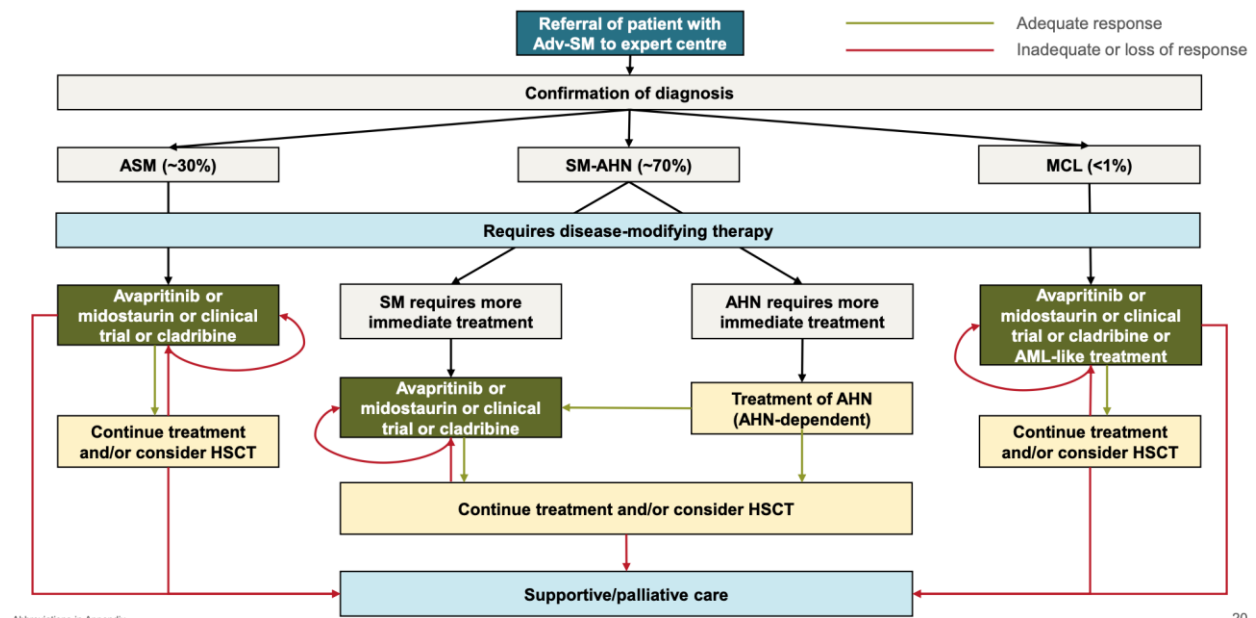 Referral of patient with
Adv-SM to expert centre
Adequate response
Inadequate or loss of response
Confirmation of diagnosis
ASM (~30%)
SM-AHN (~70%)
MCL (<1%)
Requires disease-modifying therapy
Avapritinib or
midostaurin or clinical
trial or cladribine
SM requires more
immediate treatment
AHN requires more
immediate treatment
Avapritinib or
midostaurin or clinical
trial or cladribine or
AML-like treatment
Avapritinib or
midostaurin or clinical
trial or cladribine
Treatment of AHN
(AHN-dependent)
Continue treatment
and/or consider HSCT
Continue treatment
and/or consider HSCT
Continue treatment and/or consider HSCT
Supportive/palliative care